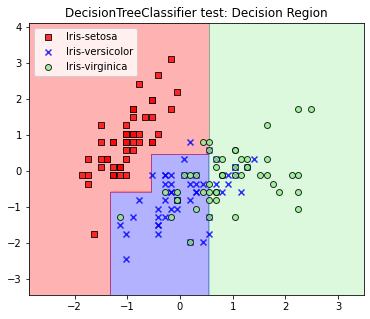 DecisionTreeClassifier test: Decision Region
Iris-setosa
Iris-versicolor
Iris-virginica
4
3
2
1
0
−1
−2
−3
−2 −1 0 1 2 3